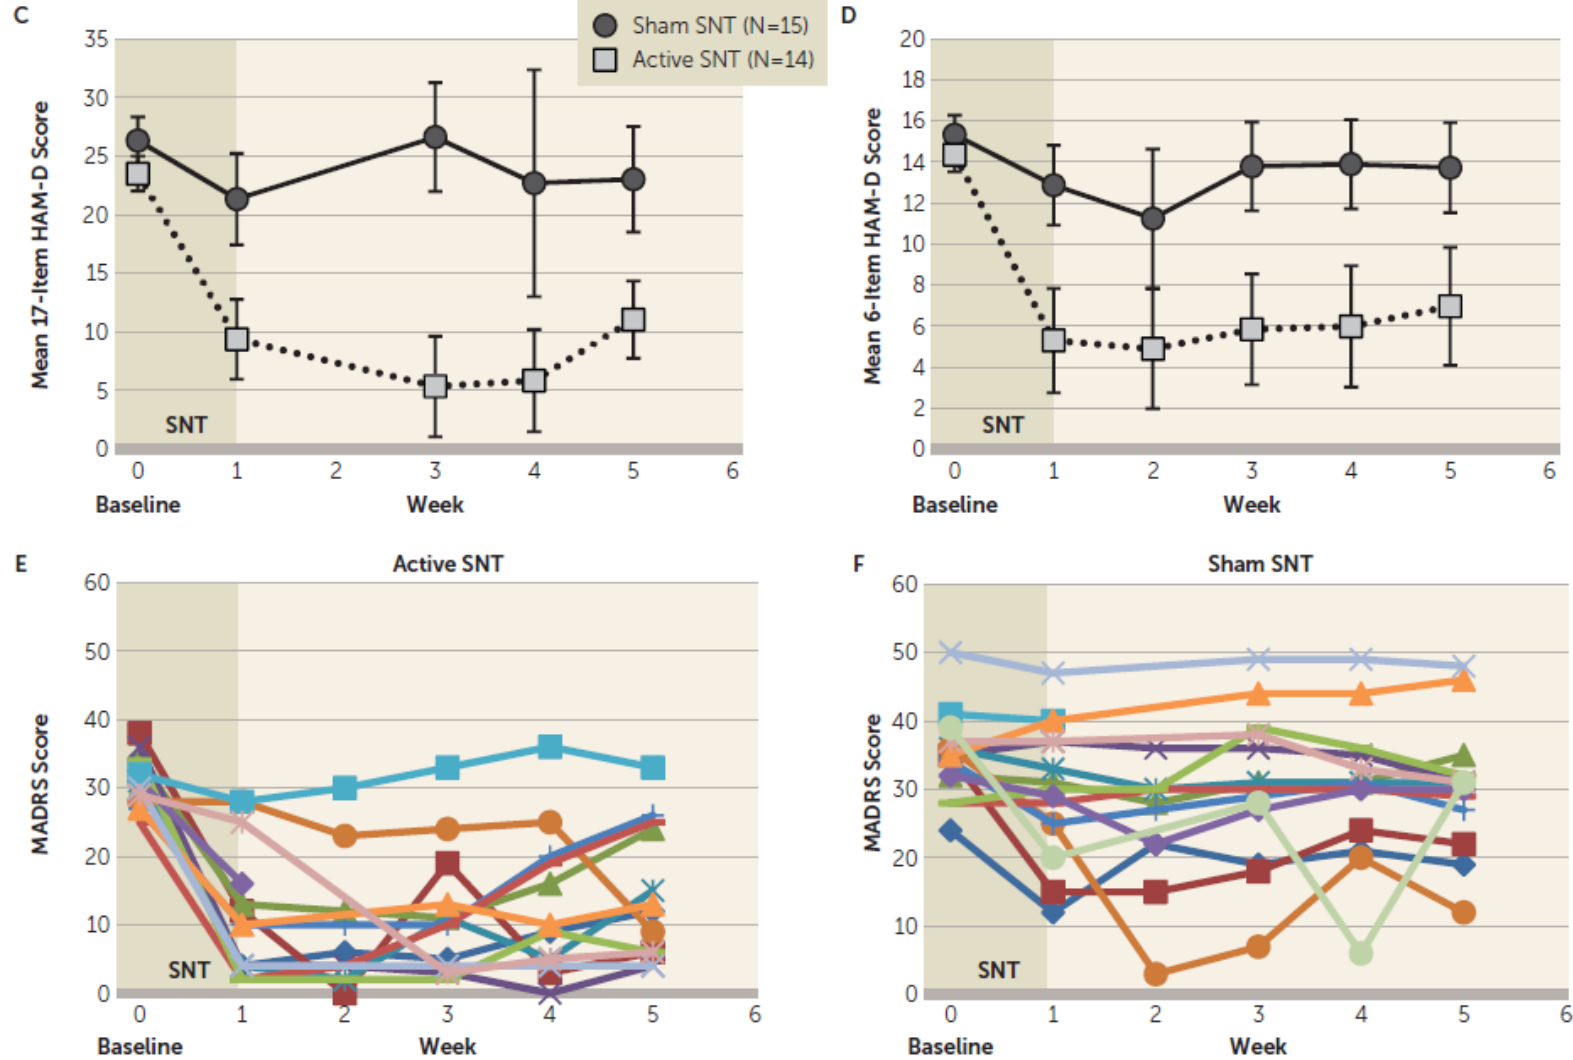 C
Sham SNT (N=15)
Active SNT (N=14)
Mean 17-Item HAM-D Score
35
30
25
20
15
10
5
0
SNT
0 1 2 3 4 5 6
Baseline Week
D
Mean 6-Item HAM-D Score
20
18
16
14
12
10
8
6
4
2
0
SNT
0 1 2 3 4 5 6
Baseline Week
E
Active SNT
MADRS Score
60
50
40
30
20
10
0
SNT
0 1 2 3 4 5 6
Baseline Week
F
Sham SNT
MADRS Score
60
50
40
30
20
10
0
SNT
0 1 2 3 4 5 6
Baseline Week